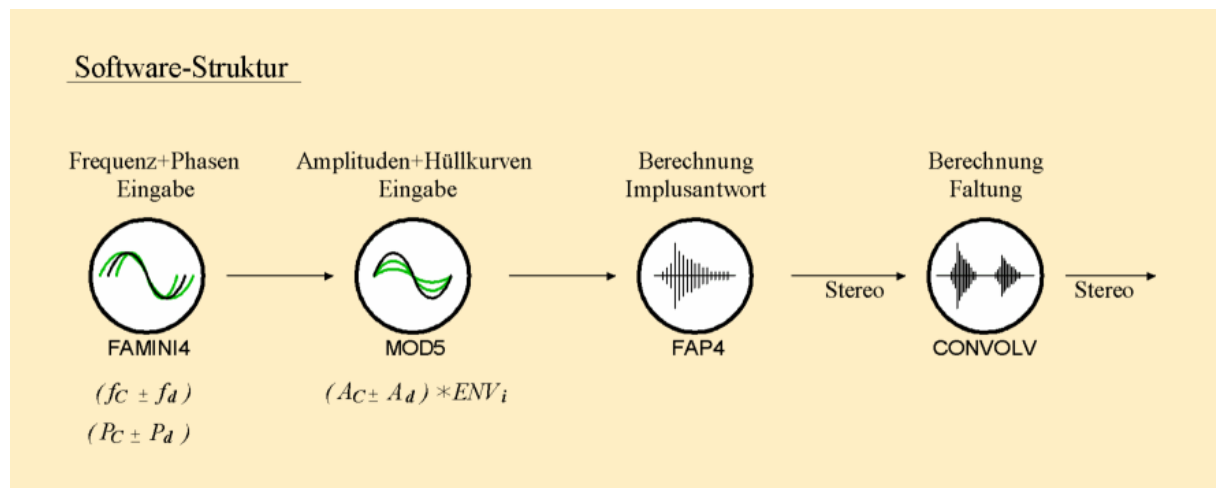 Software-Struktur
Frequenz+Phasen
Eingabe
FAMINI4
(fC ± fd)
(PC ± Pd)
Amplituden+Hüllkurven
Eingabe
MOD5
(AC ± Ad) *ENVi
Berechnung
Implusantwort
FAP4
Stereo
Berechnung
Faltung
CONVOLV
Stereo